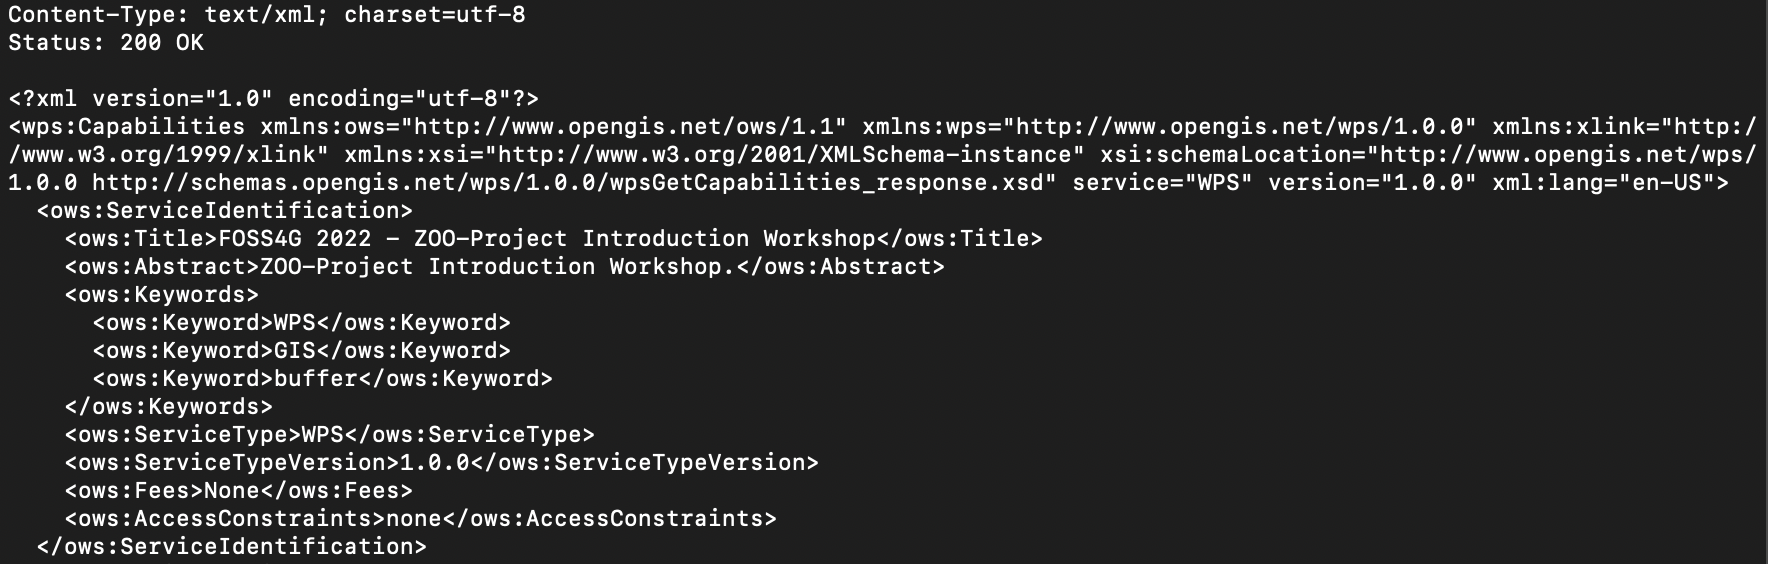 Content-Type: text/xml; charset=utf-8
Status: 200 OK

<?xml version="1.0" encoding="utf-8"?>
<wps:Capabilities xmlns:ows="http://www.opengis.net/ows/1.1" xmlns:wps="http://www.opengis.net/wps/1.0.0" xmlns:xlink="http:/
/www.w3.org/1999/xlink" xmlns:xsi="http://www.w3.org/2001/XMLSchema-instance" xsi:schemaLocation="http://www.opengis.net/wps/
1.0.0 http://schemas.opengis.net/wps/1.0.0/wpsGetCapabilities_response.xsd" service="WPS" version="1.0.0" xml:lang="en-US">
  <ows:ServiceIdentification>
    <ows:Title>FOSS4G 2022 - ZOO-Project Introduction Workshop</ows:Title>
    <ows:Abstract>ZOO-Project Introduction Workshop.</ows:Abstract>
    <ows:Keywords>
      <ows:Keyword>WPS</ows:Keyword>
      <ows:Keyword>GIS</ows:Keyword>
      <ows:Keyword>buffer</ows:Keyword>
    </ows:Keywords>
    <ows:ServiceType>WPS</ows:ServiceType>
    <ows:ServiceTypeVersion>1.0.0</ows:ServiceTypeVersion>
    <ows:Fees>None</ows:Fees>
    <ows:AccessConstraints>none</ows:AccessConstraints>
  </ows:ServiceIdentification>